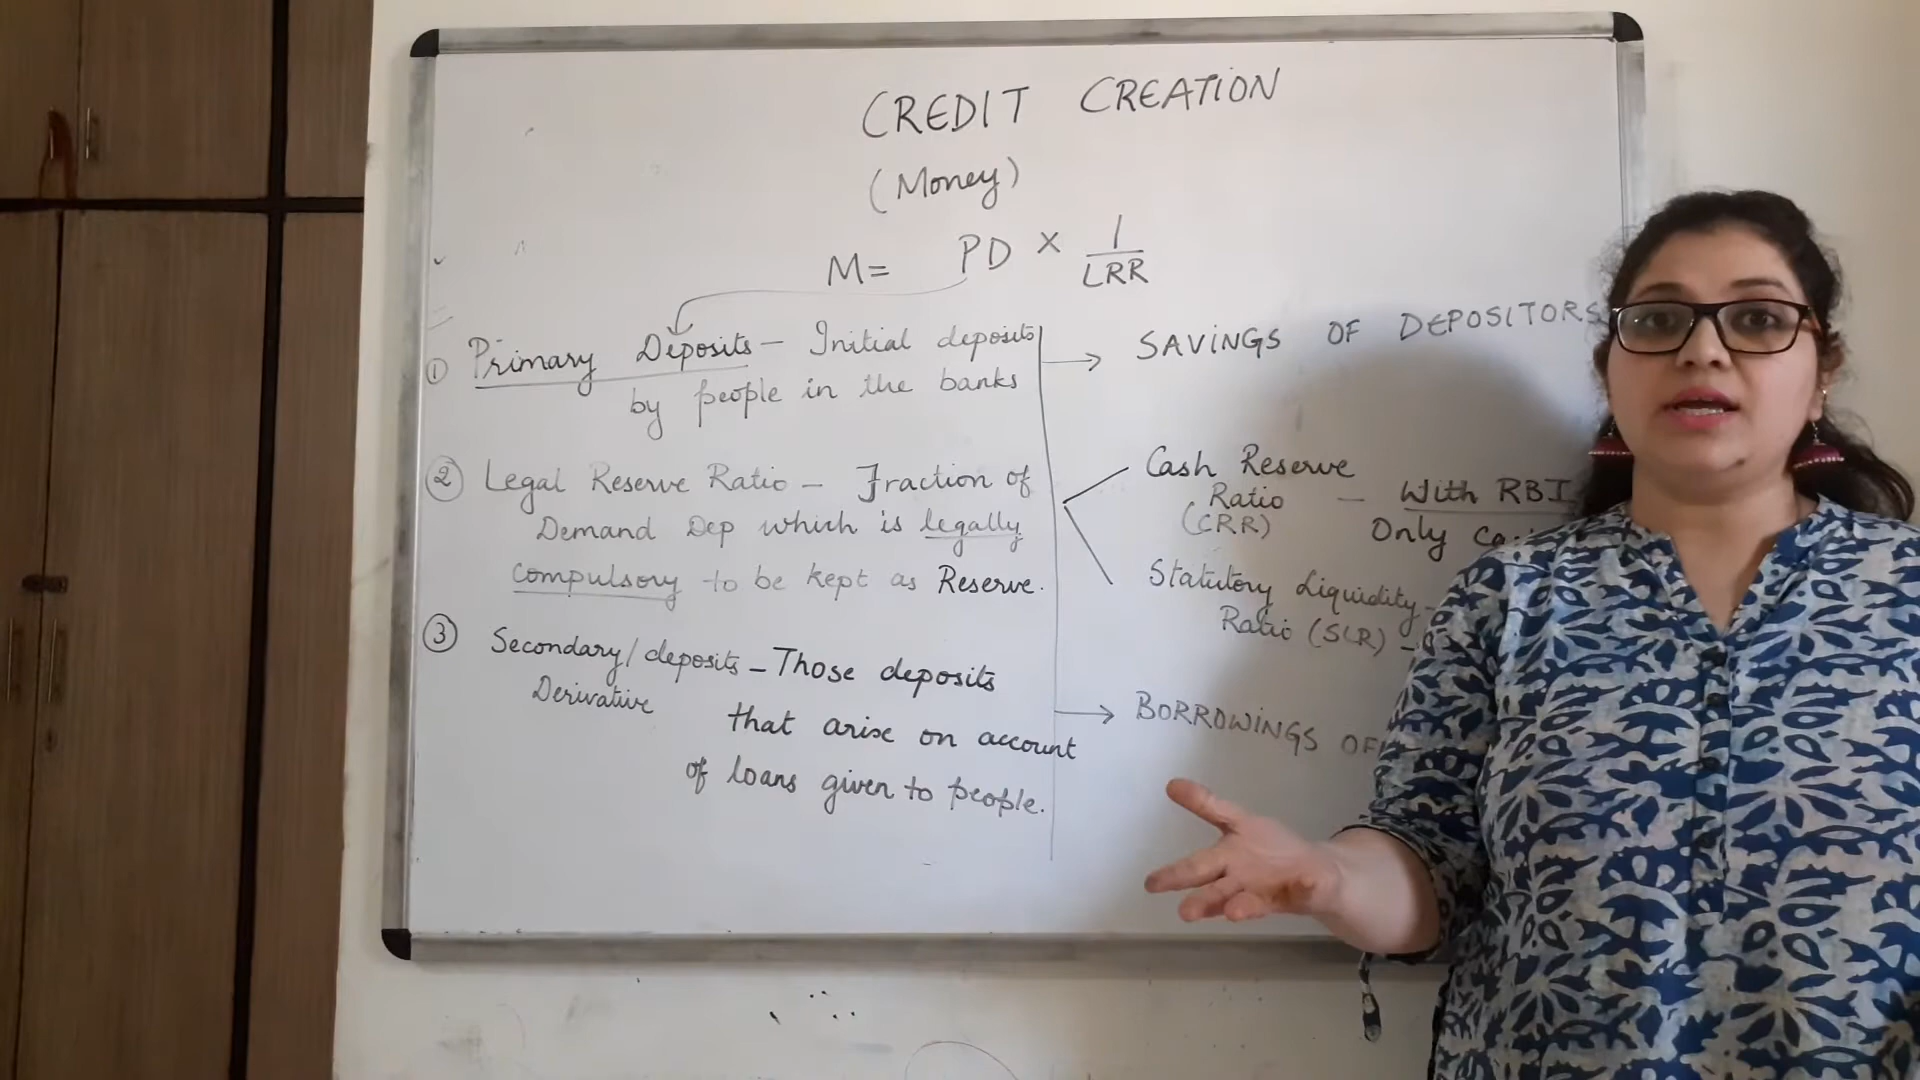 CREDIT CREATION
(Money)
M= PD × 1/LRR
① Primary Deposits – Initial deposits
by people in the banks
→ SAVINGS OF DEPOSITORS
② Legal Reserve Ratio – Fraction of
Demand Dep which is legally
compulsory to be kept as Reserve.
Cash Reserve
Ratio – With RBI
(CRR) Only
Statutory Liquidity –
Ratio (SLR) –
③ Secondary/deposits – Those deposits
Derivative that arise on account
of loans given to people.
→ BORROWINGS OF